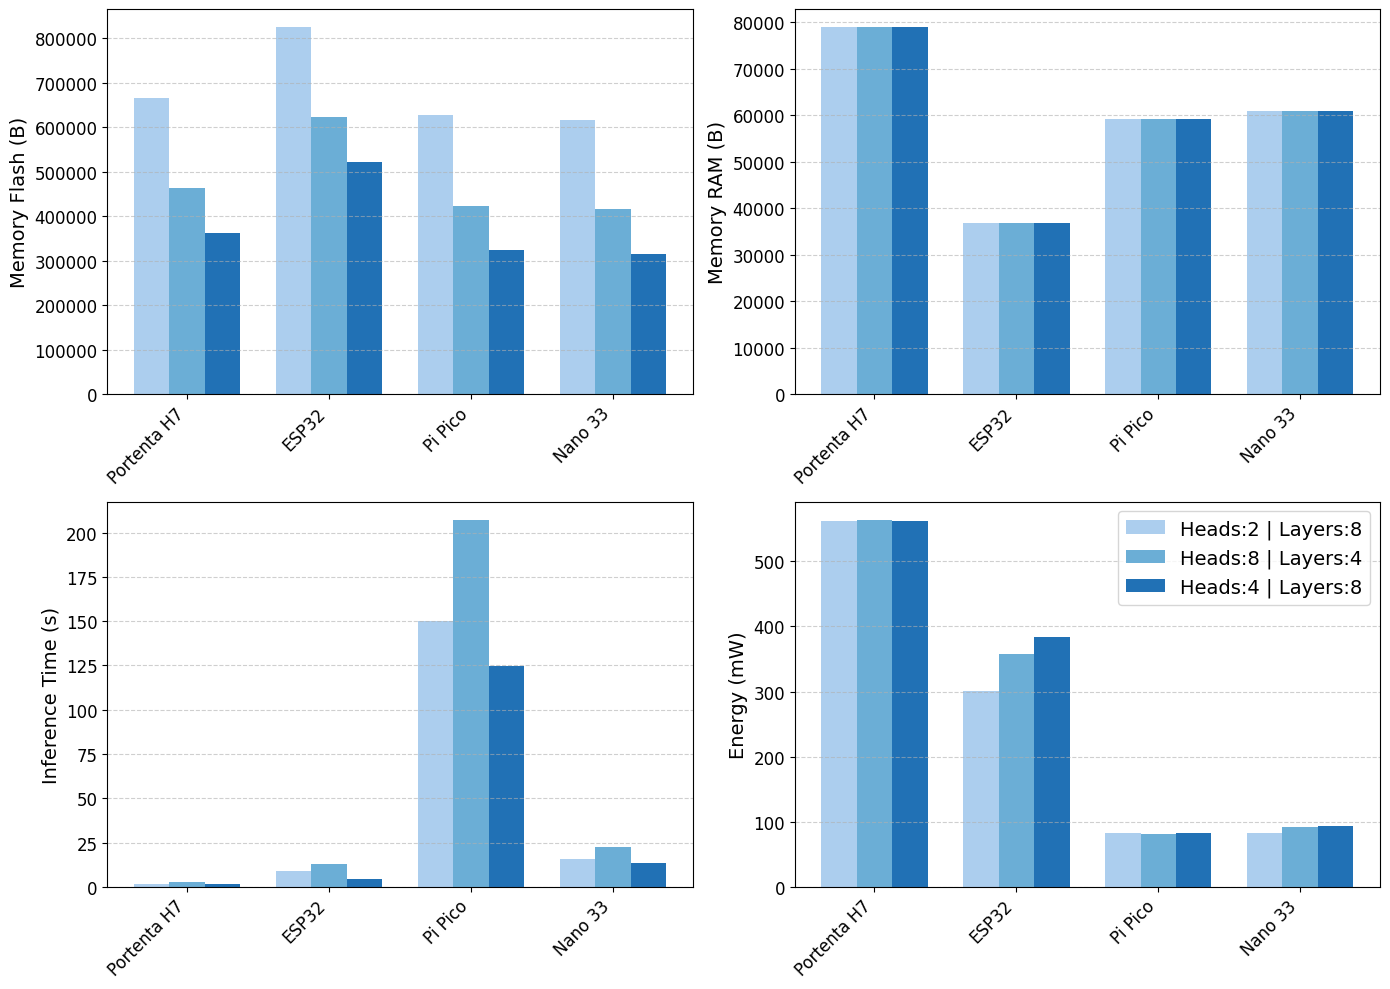 Memory Flash (B)
800000
700000
600000
500000
400000
300000
200000
100000
0
Portenta H7
ESP32
Pi Pico
Nano 33
Memory RAM (B)
80000
70000
60000
50000
40000
30000
20000
10000
0
Portenta H7
ESP32
Pi Pico
Nano 33
Inference Time (s)
200
175
150
125
100
75
50
25
0
Portenta H7
ESP32
Pi Pico
Nano 33
Energy (mW)
500
400
300
200
100
0
Portenta H7
ESP32
Pi Pico
Nano 33
Heads:2 | Layers:8
Heads:8 | Layers:4
Heads:4 | Layers:8